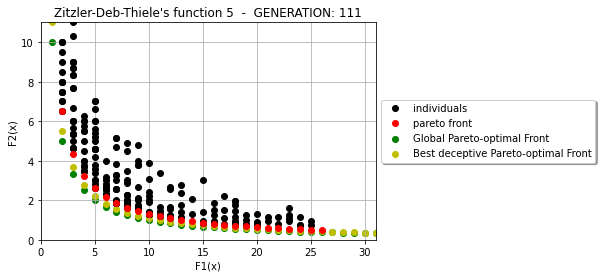 Zitzler-Deb-Thiele's function 5 - GENERATION: 111
10
8
6
4
2
0
F2(x)
0 5 10 15 20 25 30
F1(x)
individuals
pareto front
Global Pareto-optimal Front
Best deceptive Pareto-optimal Front